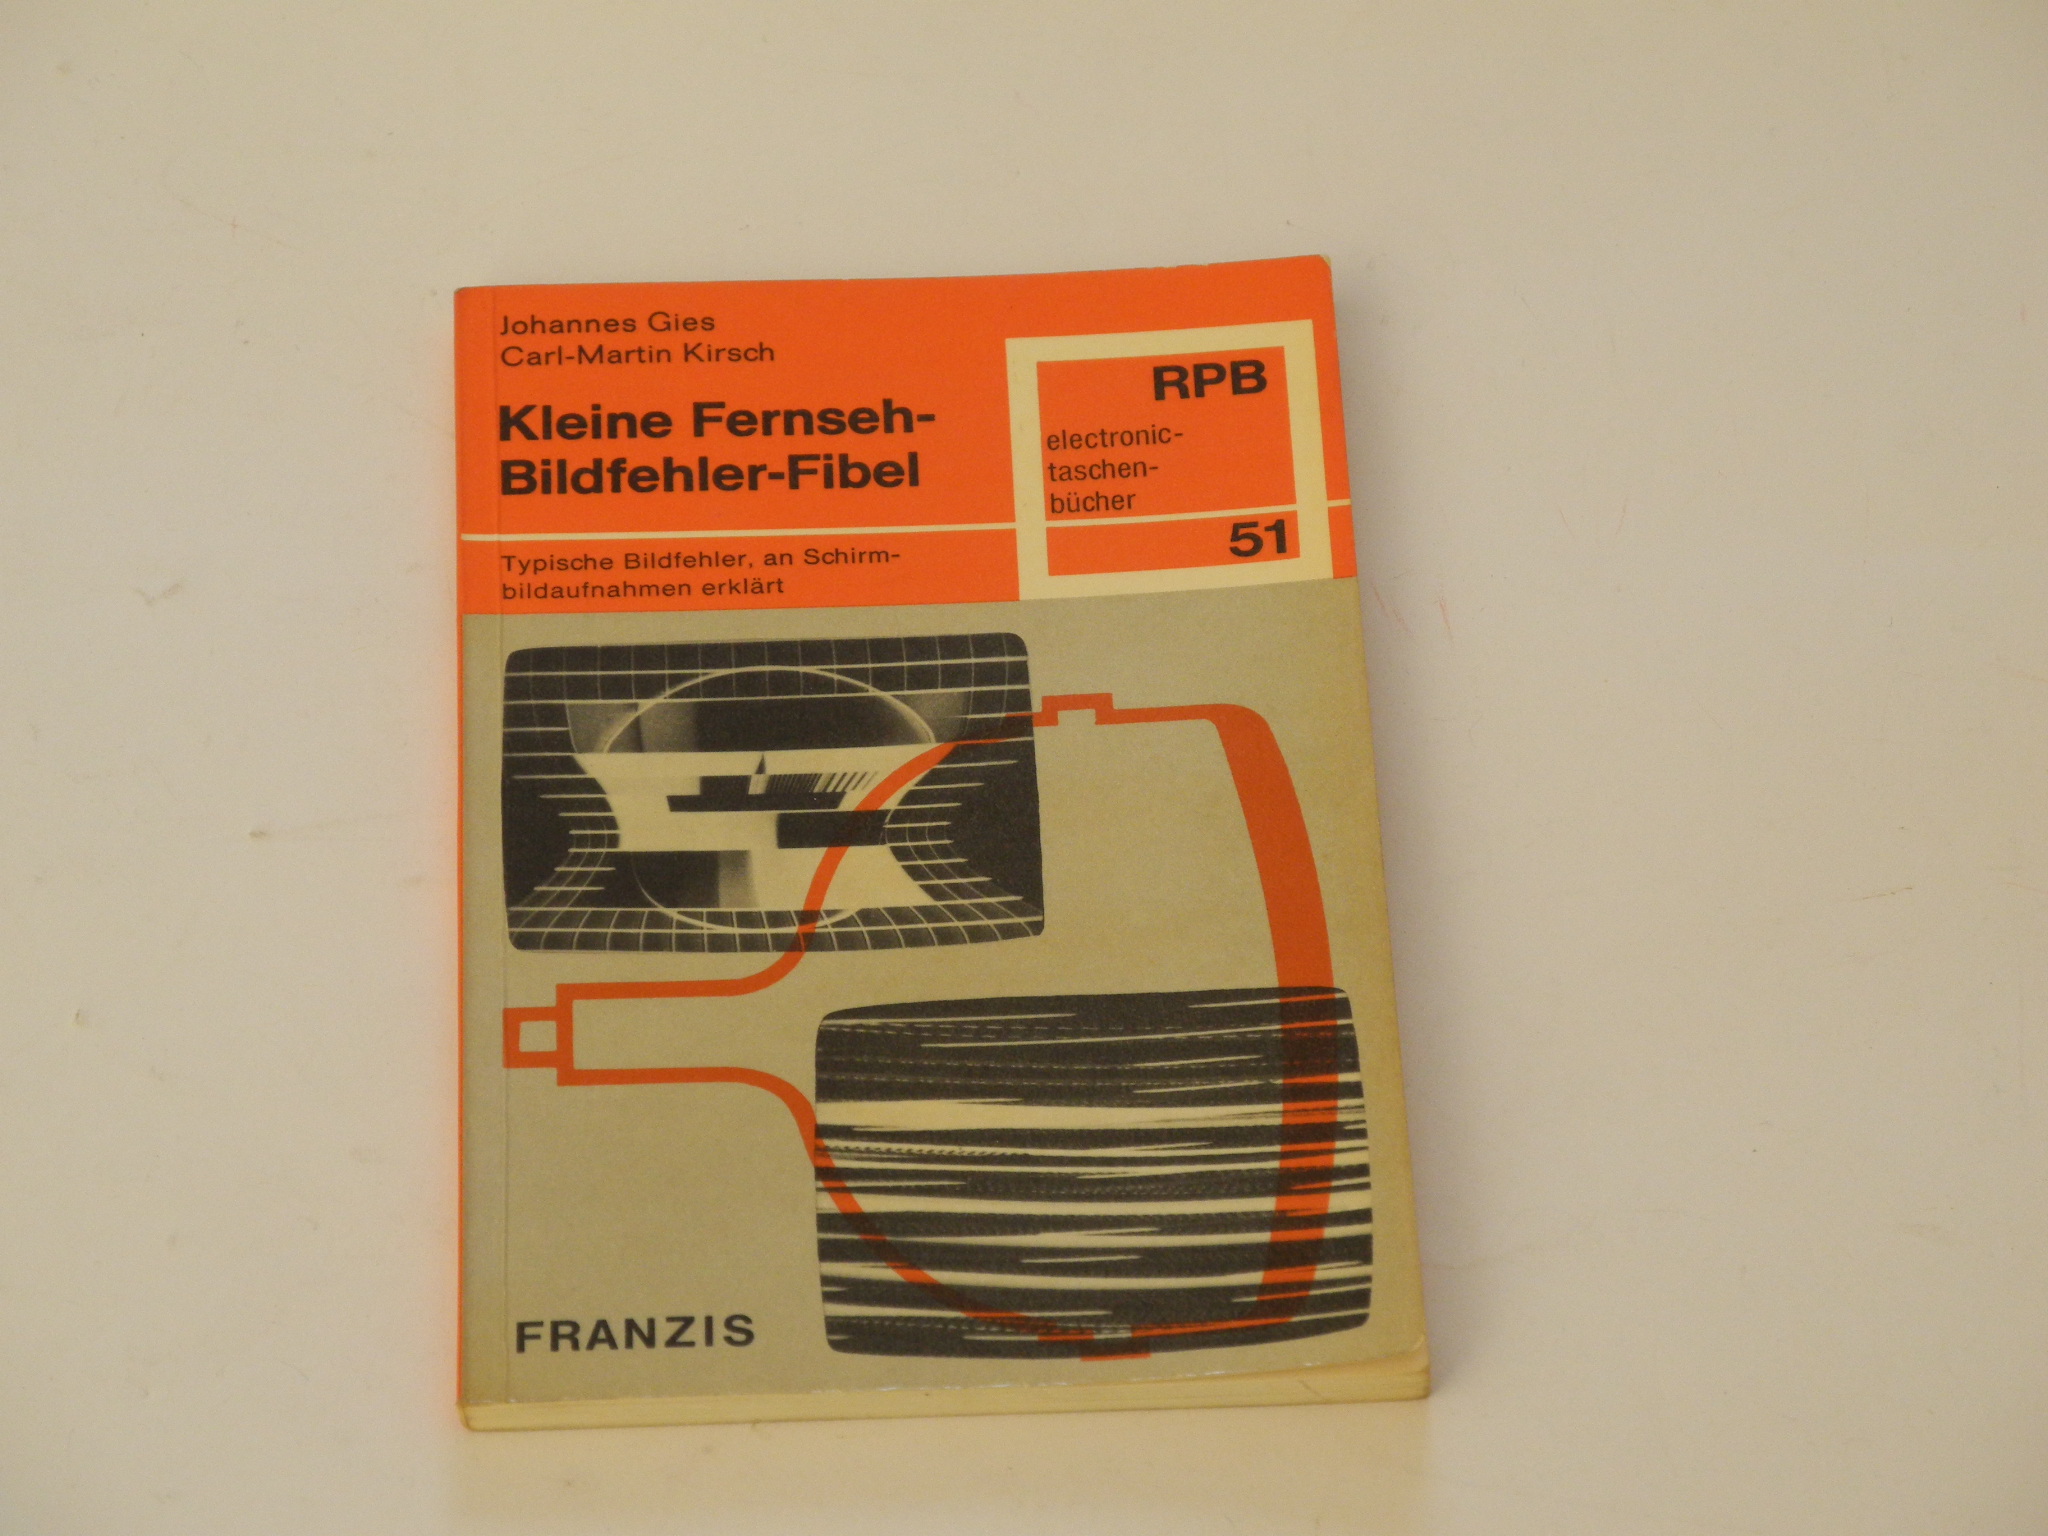 Johannes Gies
Carl-Martin Kirsch
Kleine Fernseh-
Bildfehler-Fibel
Typische Bildfehler, an Schirm-
bildaufnahmen erklärt
RPB
electronic-
taschen-
bücher
51
FRANZIS